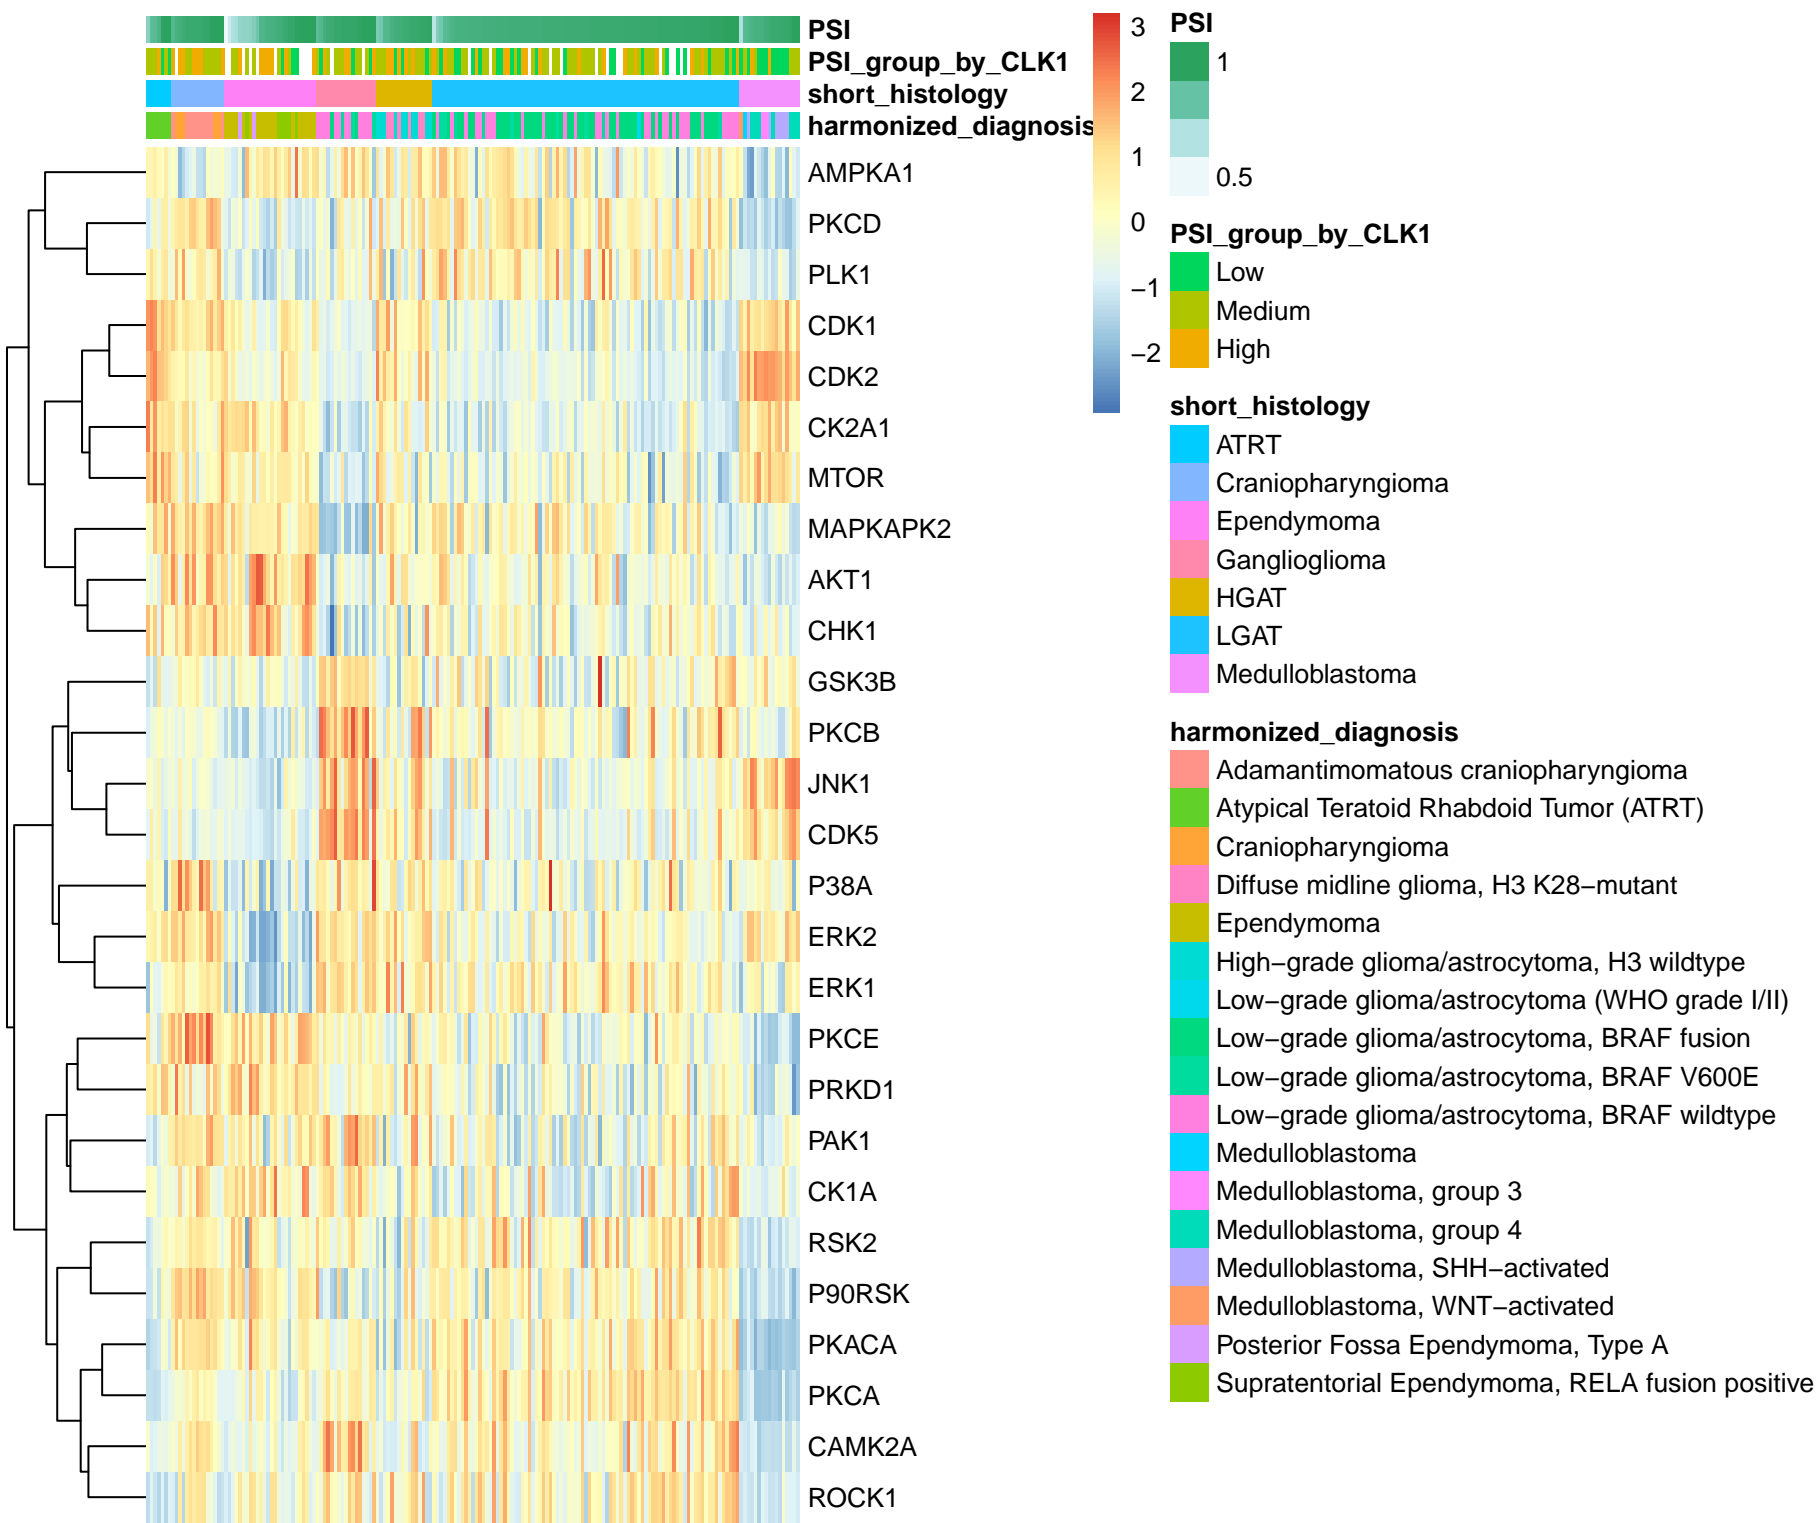 PSI
PSI_group_by_CLK1
short_histology
harmonized_diagnosis
AMPKA1
PKCD
PLK1
CDK1
CDK2
CK2A1
MTOR
MAPKAPK2
AKT1
CHK1
GSK3B
PKCB
JNK1
CDK5
P38A
ERK2
ERK1
PKCE
PRKD1
PAK1
CK1A
RSK2
P90RSK
PKACA
PKCA
CAMK2A
ROCK1
3
2
1
0
−1
−2
PSI
1
0.5
PSI_group_by_CLK1
Low
Medium
High
short_histology
ATRT
Craniopharyngioma
Ependymoma
Ganglioglioma
HGAT
LGAT
Medulloblastoma
harmonized_diagnosis
Adamantimomatous craniopharyngioma
Atypical Teratoid Rhabdoid Tumor (ATRT)
Craniopharyngioma
Diffuse midline glioma, H3 K28−mutant
Ependymoma
High−grade glioma/astrocytoma, H3 wildtype
Low−grade glioma/astrocytoma (WHO grade I/II)
Low−grade glioma/astrocytoma, BRAF fusion
Low−grade glioma/astrocytoma, BRAF V600E
Low−grade glioma/astrocytoma, BRAF wildtype
Medulloblastoma
Medulloblastoma, group 3
Medulloblastoma, group 4
Medulloblastoma, SHH−activated
Medulloblastoma, WNT−activated
Posterior Fossa Ependymoma, Type A
Supratentorial Ependymoma, RELA fusion positive